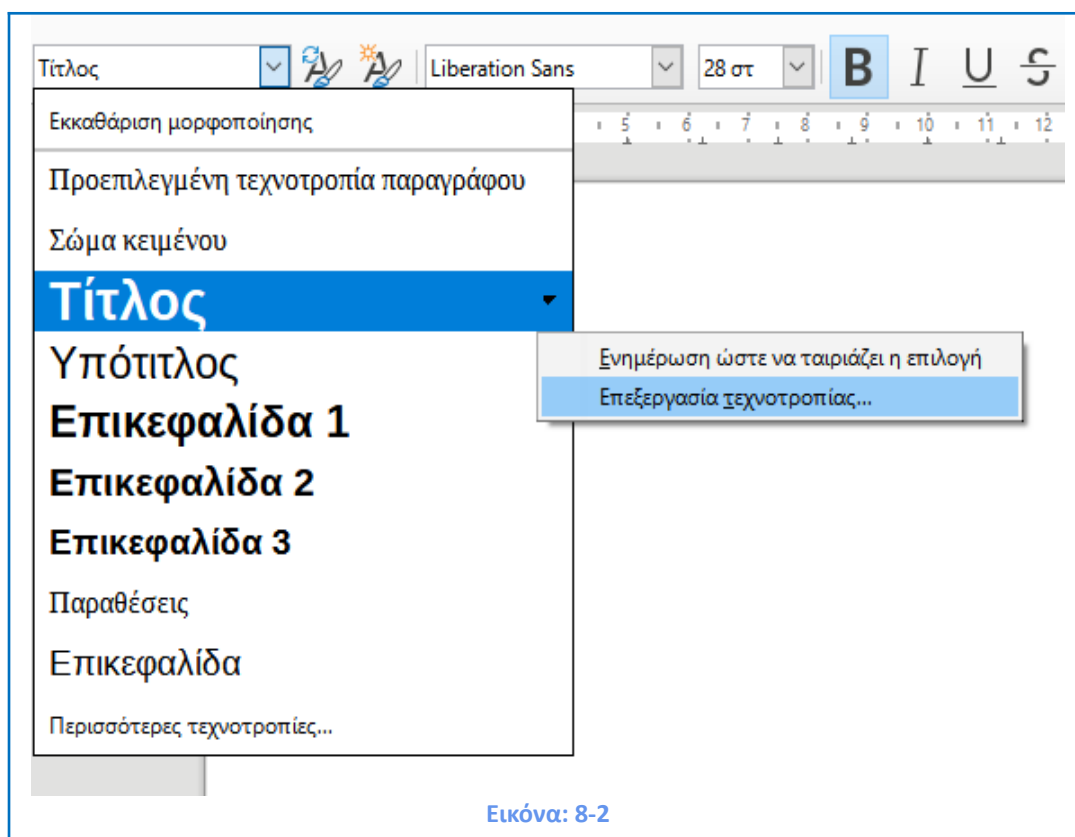 Τίτλος Liberation Sans 28 στ B I U S
Εκκαθάριση μορφοποίησης
5 6 7 8 9 10 11 12
Προεπιλεγμένη τεχνοτροπία παραγράφου
Σώμα κειμένου
Τίτλος
Υπότιτλος
Ενημέρωση ώστε να ταιριάζει η επιλογή
Επεξεργασία τεχνοτροπίας...
Επικεφαλίδα 1
Επικεφαλίδα 2
Επικεφαλίδα 3
Παραθέσεις
Επικεφαλίδα
Περισσότερες τεχνοτροπίες...
Εικόνα: 8-2